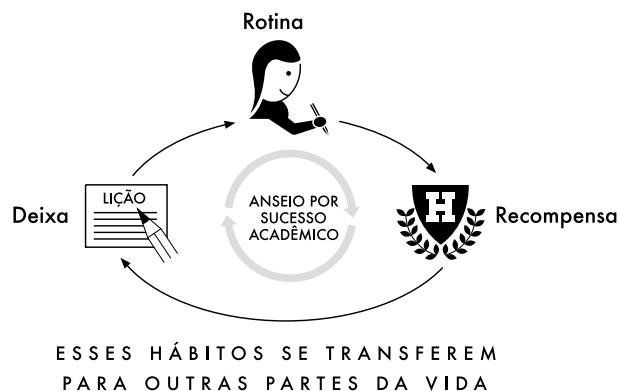 Rotina
Deixa
LIÇÃO
ANSEIO POR
SUCESSO
ACADÊMICO
H
Recompensa
ESSES HÁBITOS SE TRANSFEREM
PARA OUTRAS PARTES DA VIDA